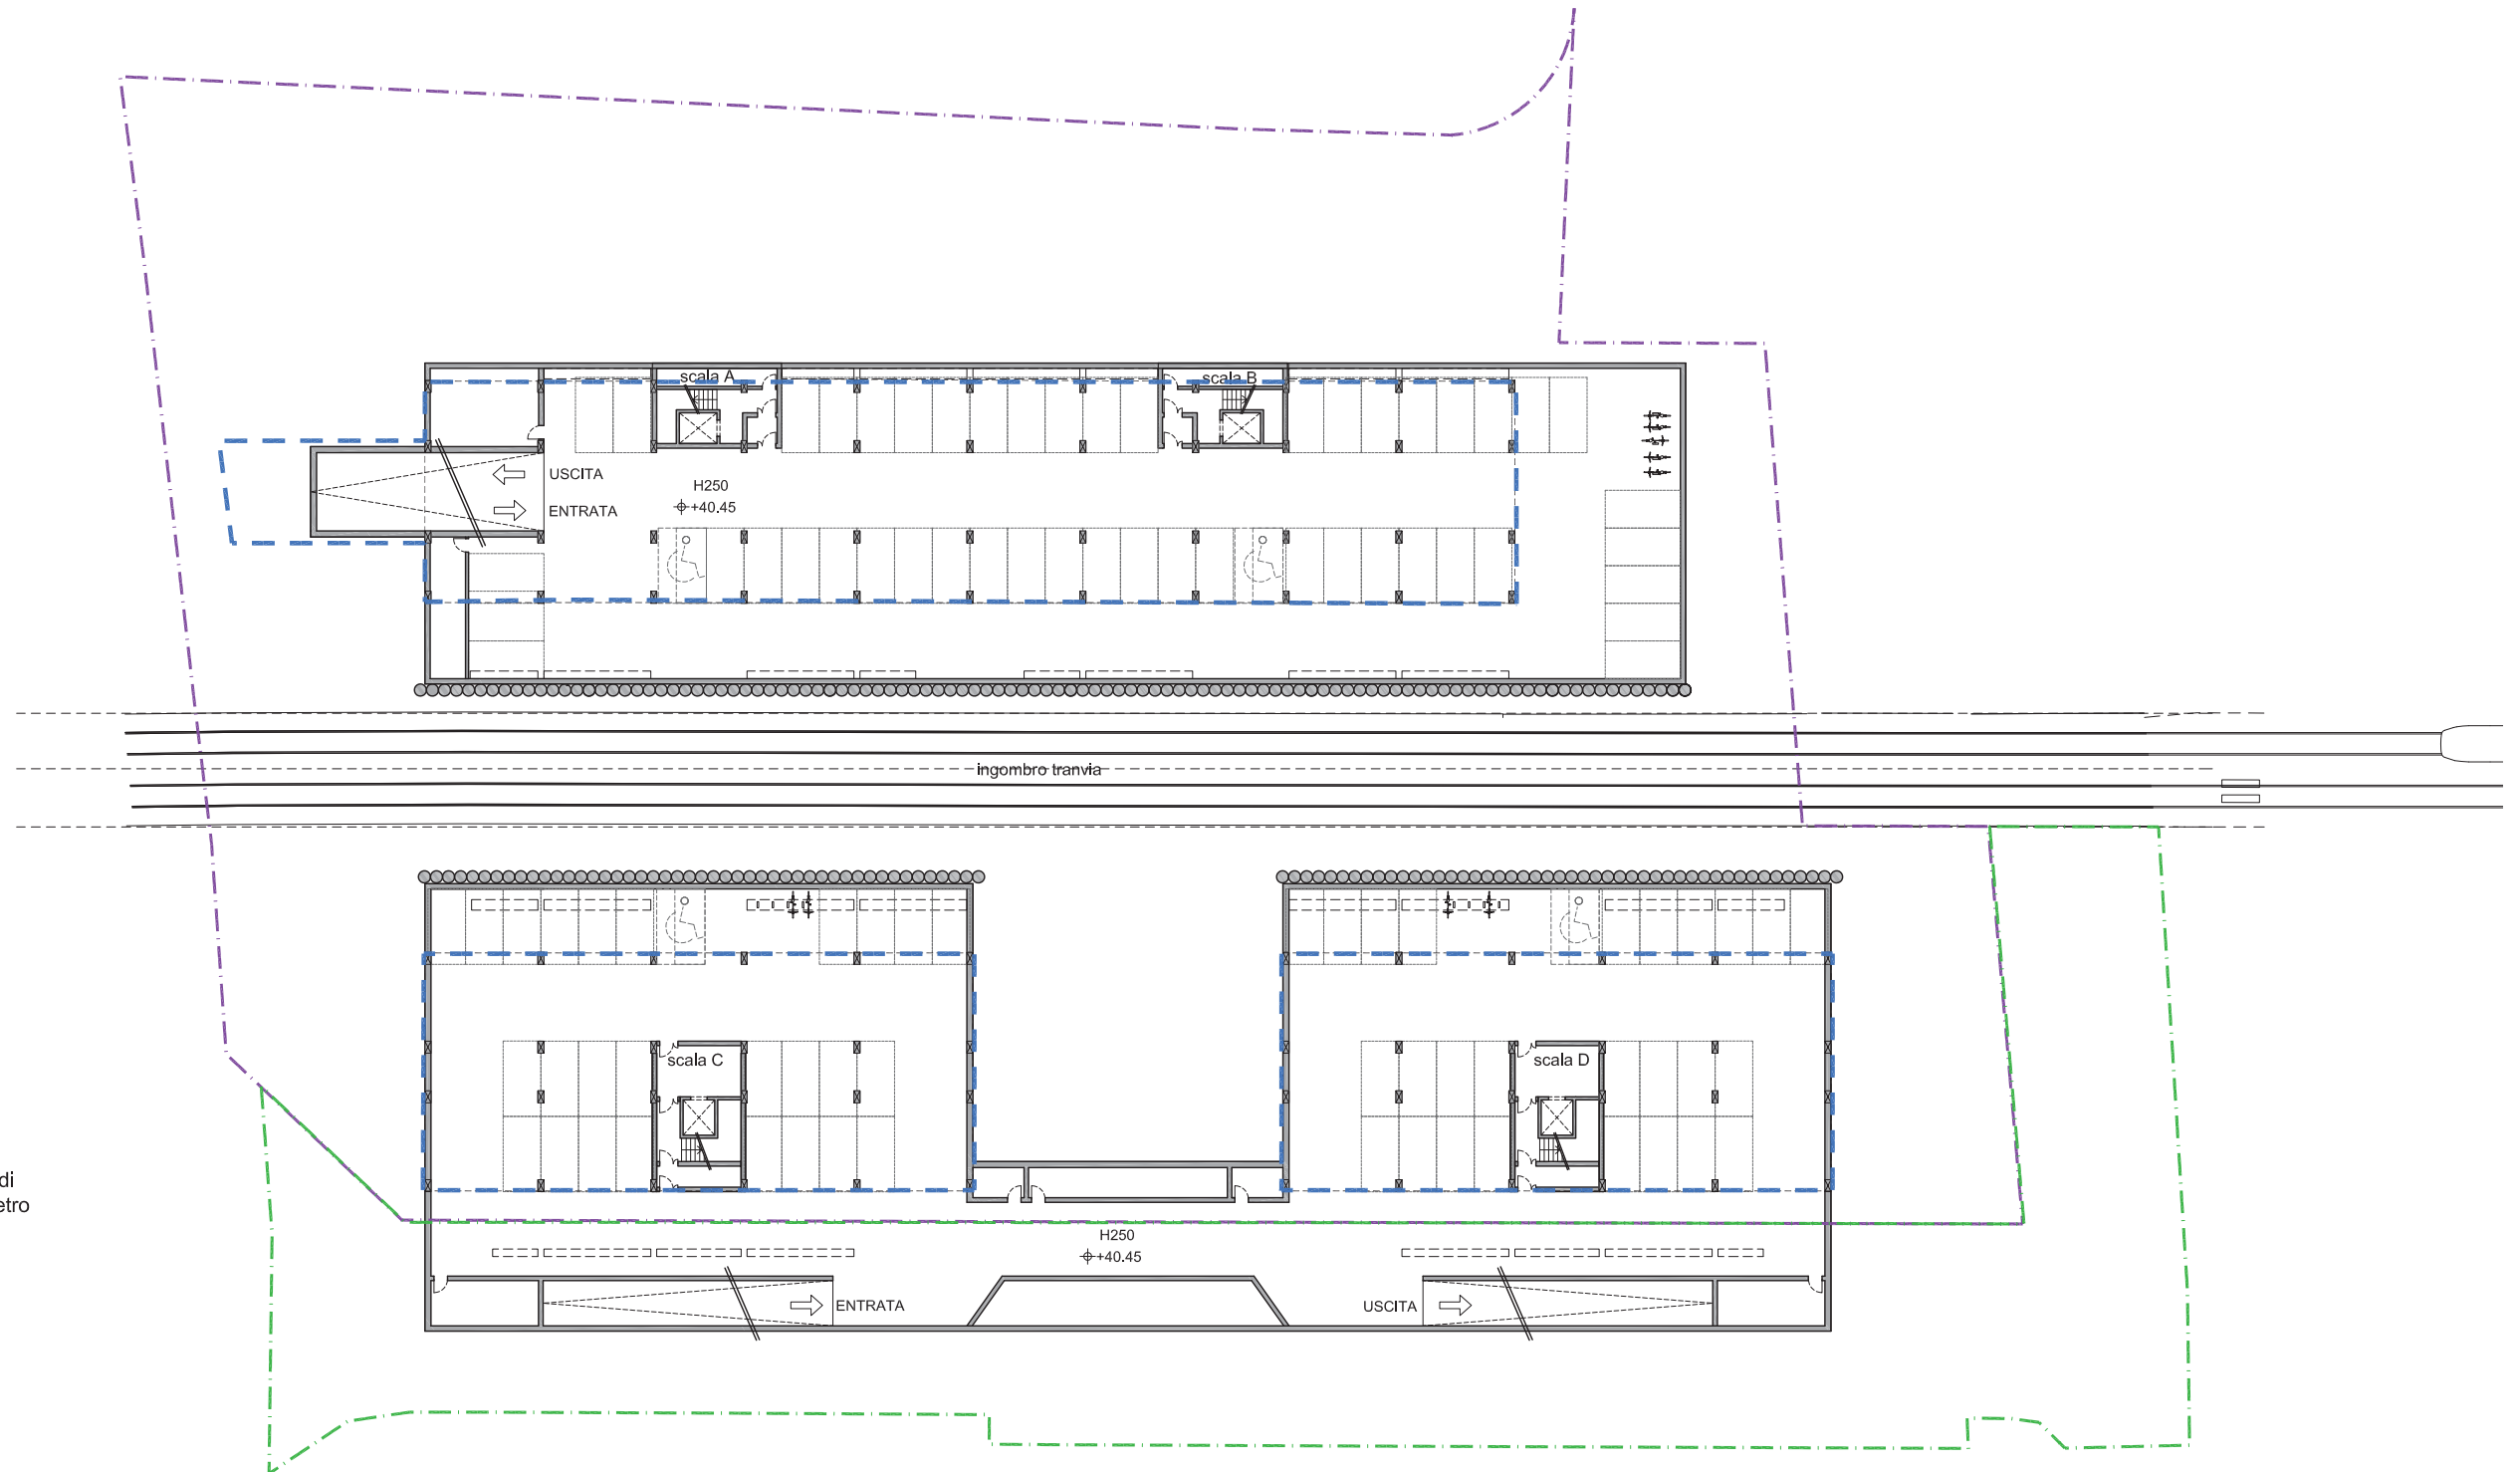 scala A
scala B
USCITA
H250
+40.45
ENTRATA
ingombro tranvia
scala C
scala D
di
etro
H250
+40.45
ENTRATA
USCITA